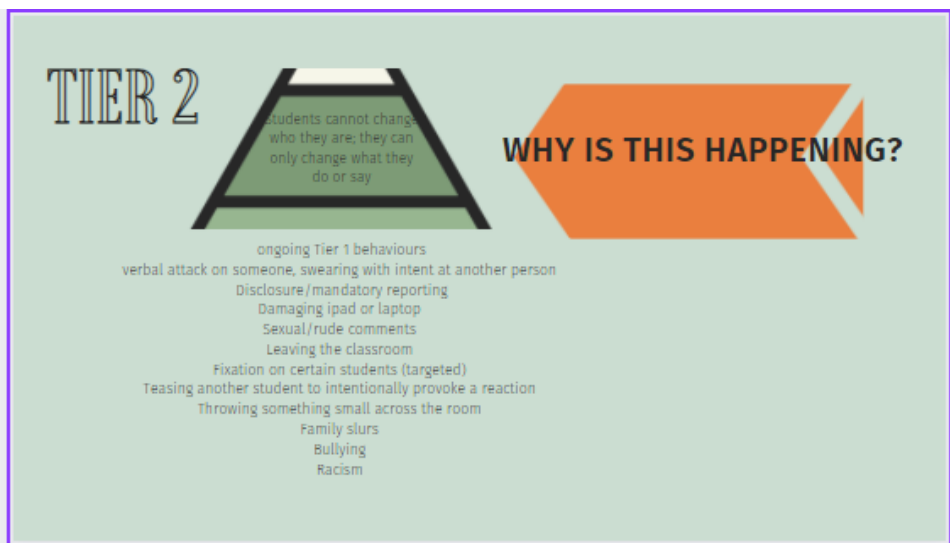 TIER 2
Students cannot change
who they are; they can
only change what they
do or say
WHY IS THIS HAPPENING?
ongoing Tier 1 behaviours
verbal attack on someone, swearing with intent at another person
Disclosure/mandatory reporting
Damaging ipad or laptop
Sexual/rude comments
Leaving the classroom
Fixation on certain students (targeted)
Teasing another student to intentionally provoke a reaction
Throwing something small across the room
Family slurs
Bullying
Racism